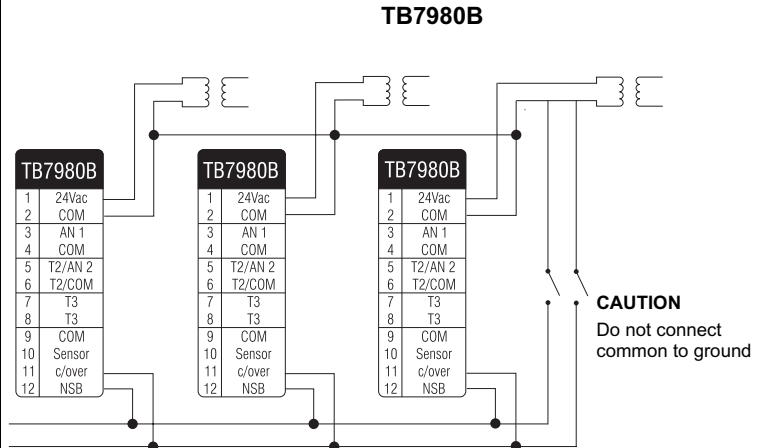 TB7980B
TB7980B
1 24Vac
2 COM
3 AN 1
4 COM
5 T2/AN 2
6 T2/COM
7 T3
8 T3
9 COM
10 Sensor
11 c/over
12 NSB
TB7980B
1 24Vac
2 COM
3 AN 1
4 COM
5 T2/AN 2
6 T2/COM
7 T3
8 T3
9 COM
10 Sensor
11 c/over
12 NSB
TB7980B
1 24Vac
2 COM
3 AN 1
4 COM
5 T2/AN 2
6 T2/COM
7 T3
8 T3
9 COM
10 Sensor
11 c/over
12 NSB
CAUTION
Do not connect
common to ground